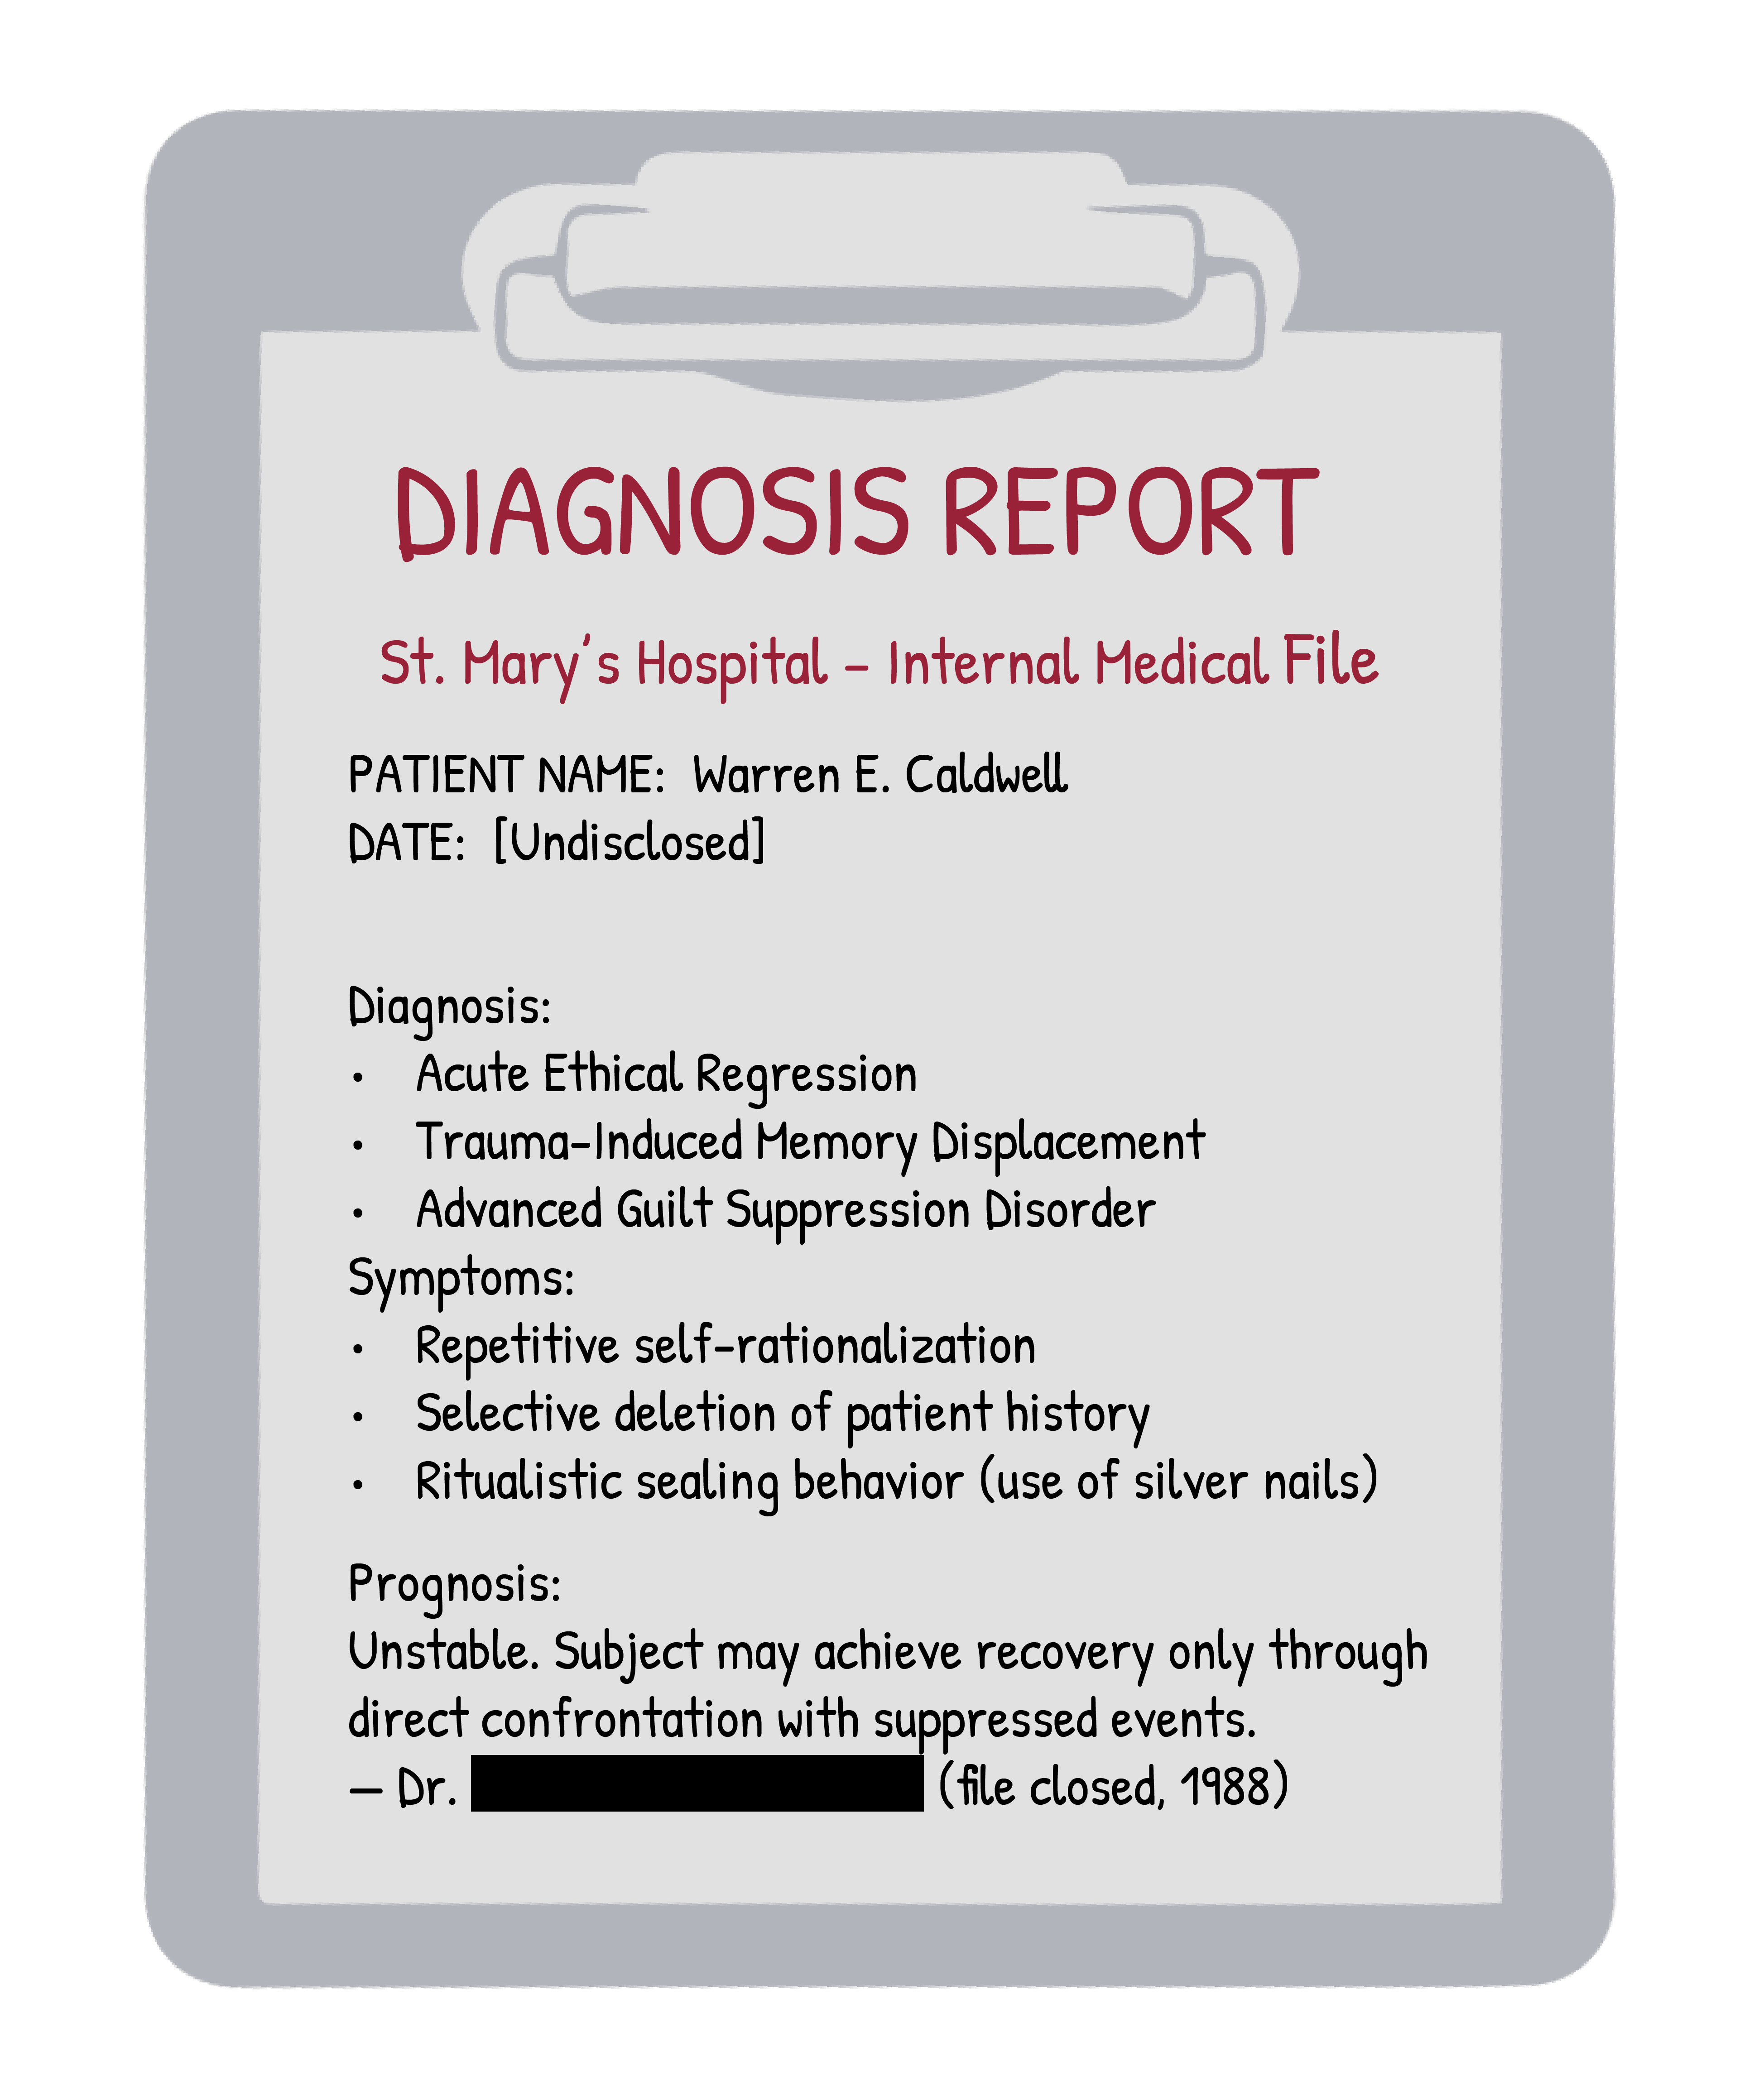 DIAGNOSIS REPORT
St. Mary's Hospital – Internal Medical File
PATIENT NAME: Warren E. Caldwell
DATE: [Undisclosed]
Diagnosis:
• Acute Ethical Regression
• Trauma-Induced Memory Displacement
• Advanced Guilt Suppression Disorder
Symptoms:
• Repetitive self-rationalization
• Selective deletion of patient history
• Ritualistic sealing behavior (use of silver nails)
Prognosis:
Unstable. Subject may achieve recovery only through
direct confrontation with suppressed events.
— Dr. (file closed, 1988)